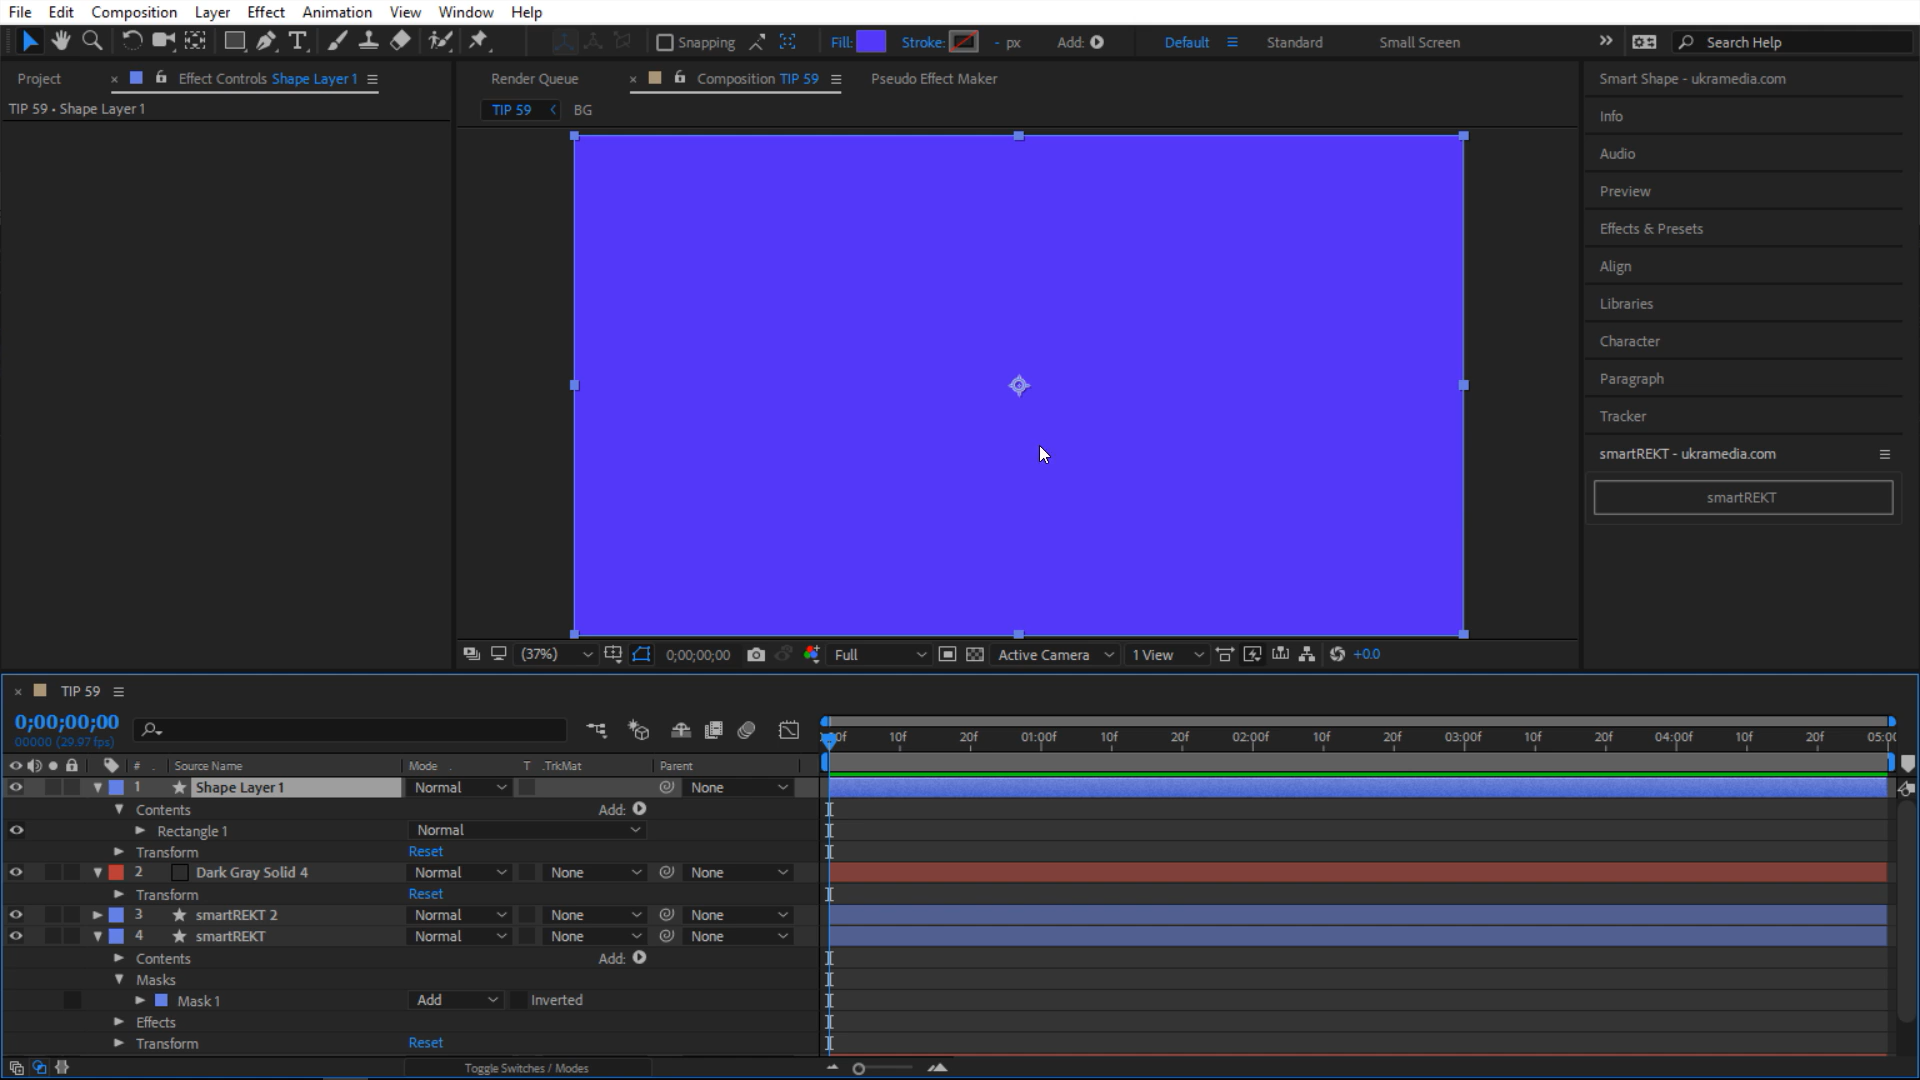 File Edit Composition Layer Effect Animation View Window Help
Snapping Fill: Stroke: - px Add: Default Standard Small Screen Search Help
Project Effect Controls Shape Layer 1 Render Queue Composition TIP 59 Pseudo Effect Maker Smart Shape - ukramedia.com
TIP 59 • Shape Layer 1 TIP 59 BG
Info
Audio
Preview
Effects & Presets
Align
Libraries
Character
Paragraph
Tracker
smartREKT - ukramedia.com
smartREKT
(37%) 0;00;00;00 Full Active Camera 1 View +0.0
TIP 59
0;00;00;00
00000 (29.97 fps)
:00f 10f 20f 01:00f 10f 20f 02:00f 10f 20f 03:00f 10f 20f 04:00f 10f 20f 05:00
# Source Name Mode T .TrkMat Parent
1 Shape Layer 1 Normal None
Contents Add:
Rectangle 1 Normal
Transform Reset
2 Dark Gray Solid 4 Normal None None
Transform Reset
3 smartREKT 2 Normal None None
4 smartREKT Normal None None
Contents Add:
Masks
Mask 1 Add Inverted
Effects
Transform Reset
Toggle Switches / Modes